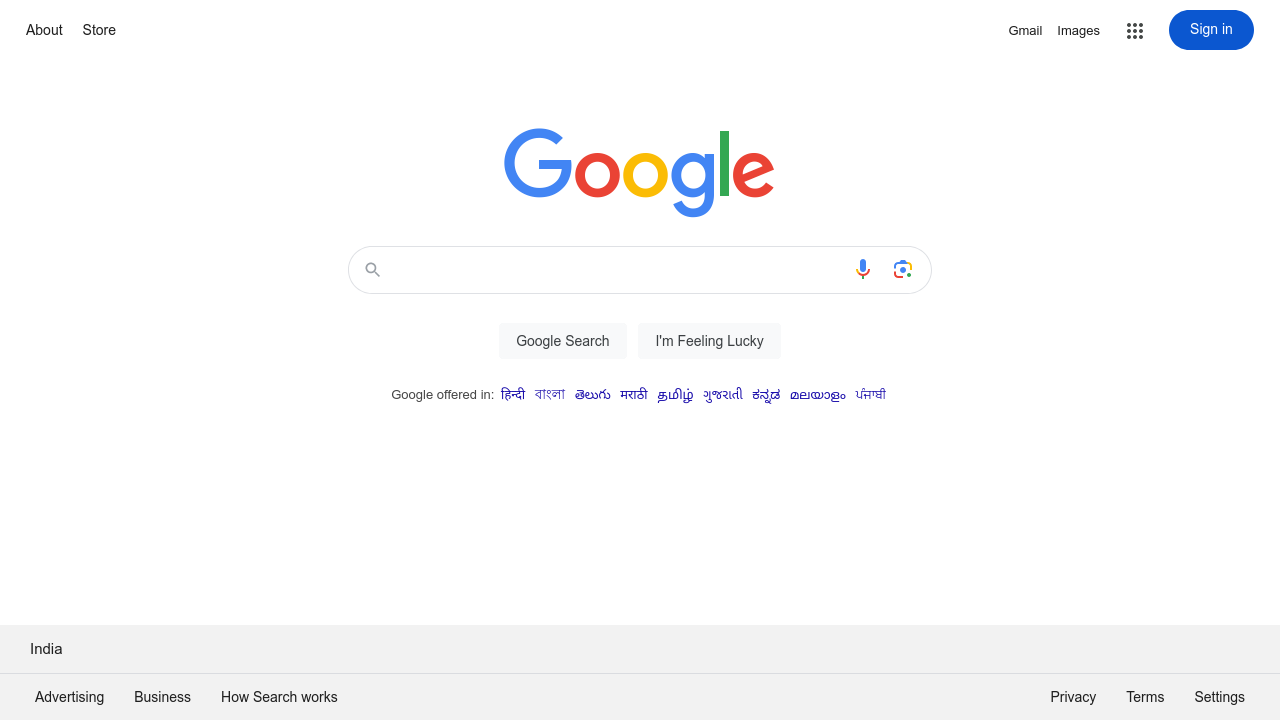 About Store Gmail Images Sign in
Google
Google Search I'm Feeling Lucky
Google offered in: हिन्दी বাংলা తెలుగు मराठी தமிழ் ગુજરાતી ಕನ್ನಡ മലയാളം ਪੰਜਾਬੀ
India
Advertising Business How Search works Privacy Terms Settings